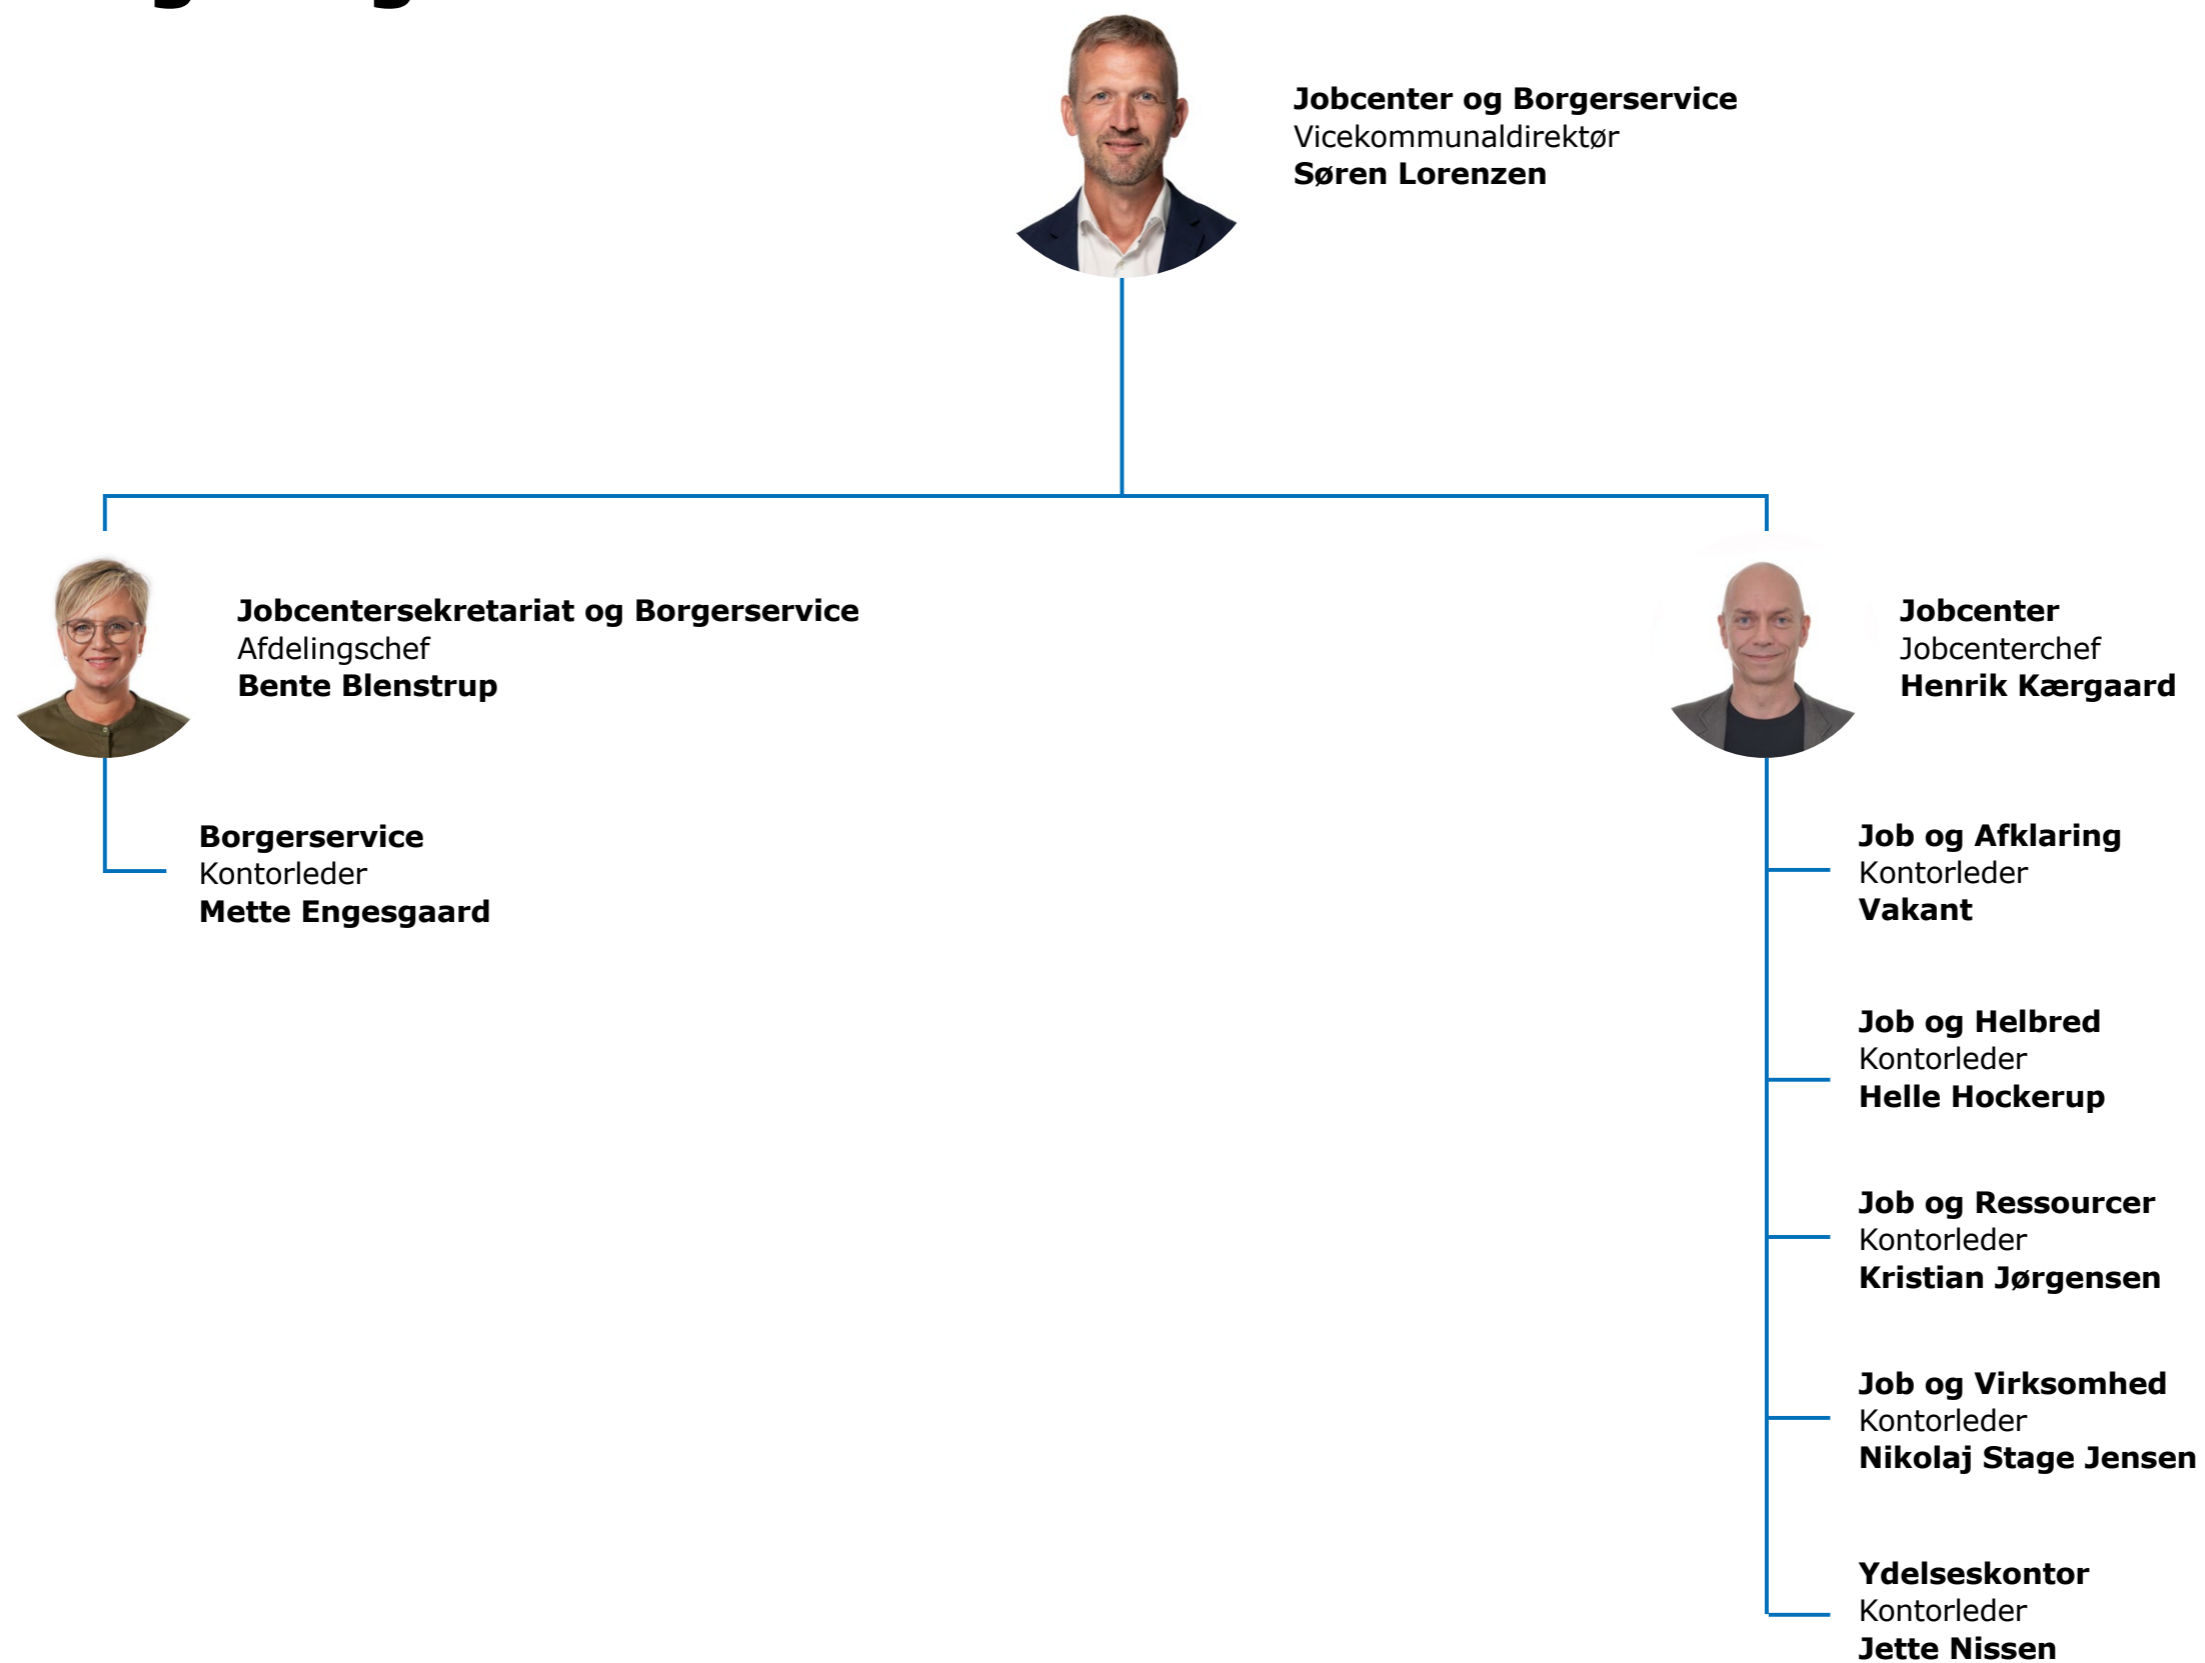 Jobcenter og Borgerservice
Vicekommunaldirektør
Søren Lorenzen
Jobcentersekretariat og Borgerservice
Afdelingschef
Bente Blenstrup
Jobcenter
Jobcenterchef
Henrik Kærgaard
Borgerservice
Kontorleder
Mette Engesgaard
Job og Afklaring
Kontorleder
Vakant
Job og Helbred
Kontorleder
Helle Hockerup
Job og Ressourcer
Kontorleder
Kristian Jørgensen
Job og Virksomhed
Kontorleder
Nikolaj Stage Jensen
Ydelseskontor
Kontorleder
Jette Nissen